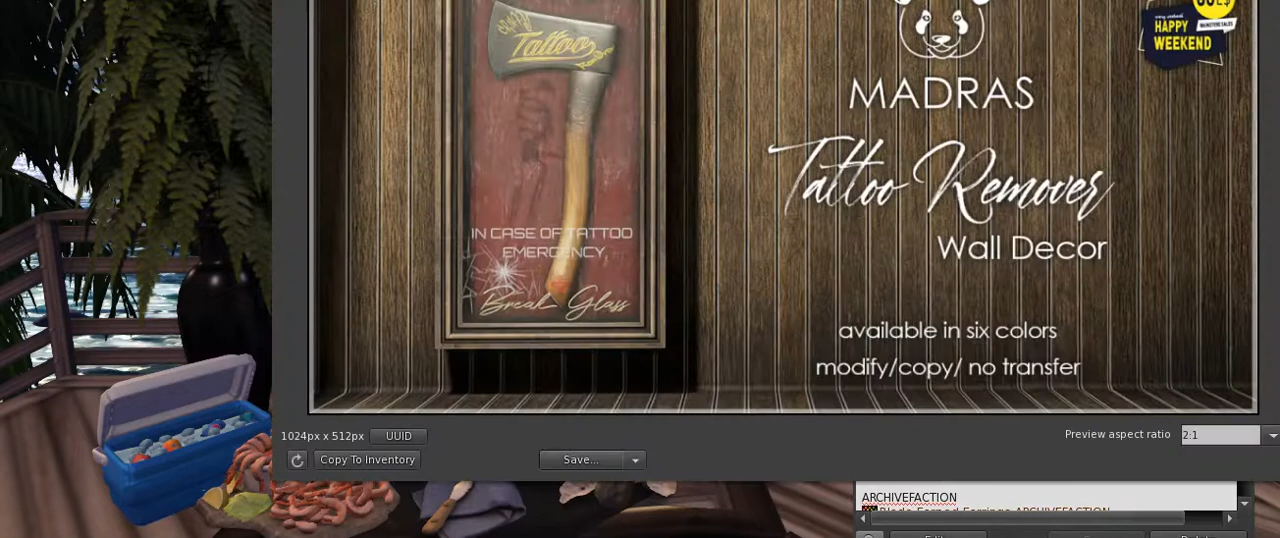 Tattoo
HAPPY
WEEKEND
MADRAS
Tattoo Remover
Wall Decor
IN CASE OF TATTOO
EMERGENCY
Break Glass
available in six colors
modify/copy/ no transfer
1024px x 512px
UUID
Preview aspect ratio
2:1
Copy To Inventory
Save...
ARCHIVEFACTION